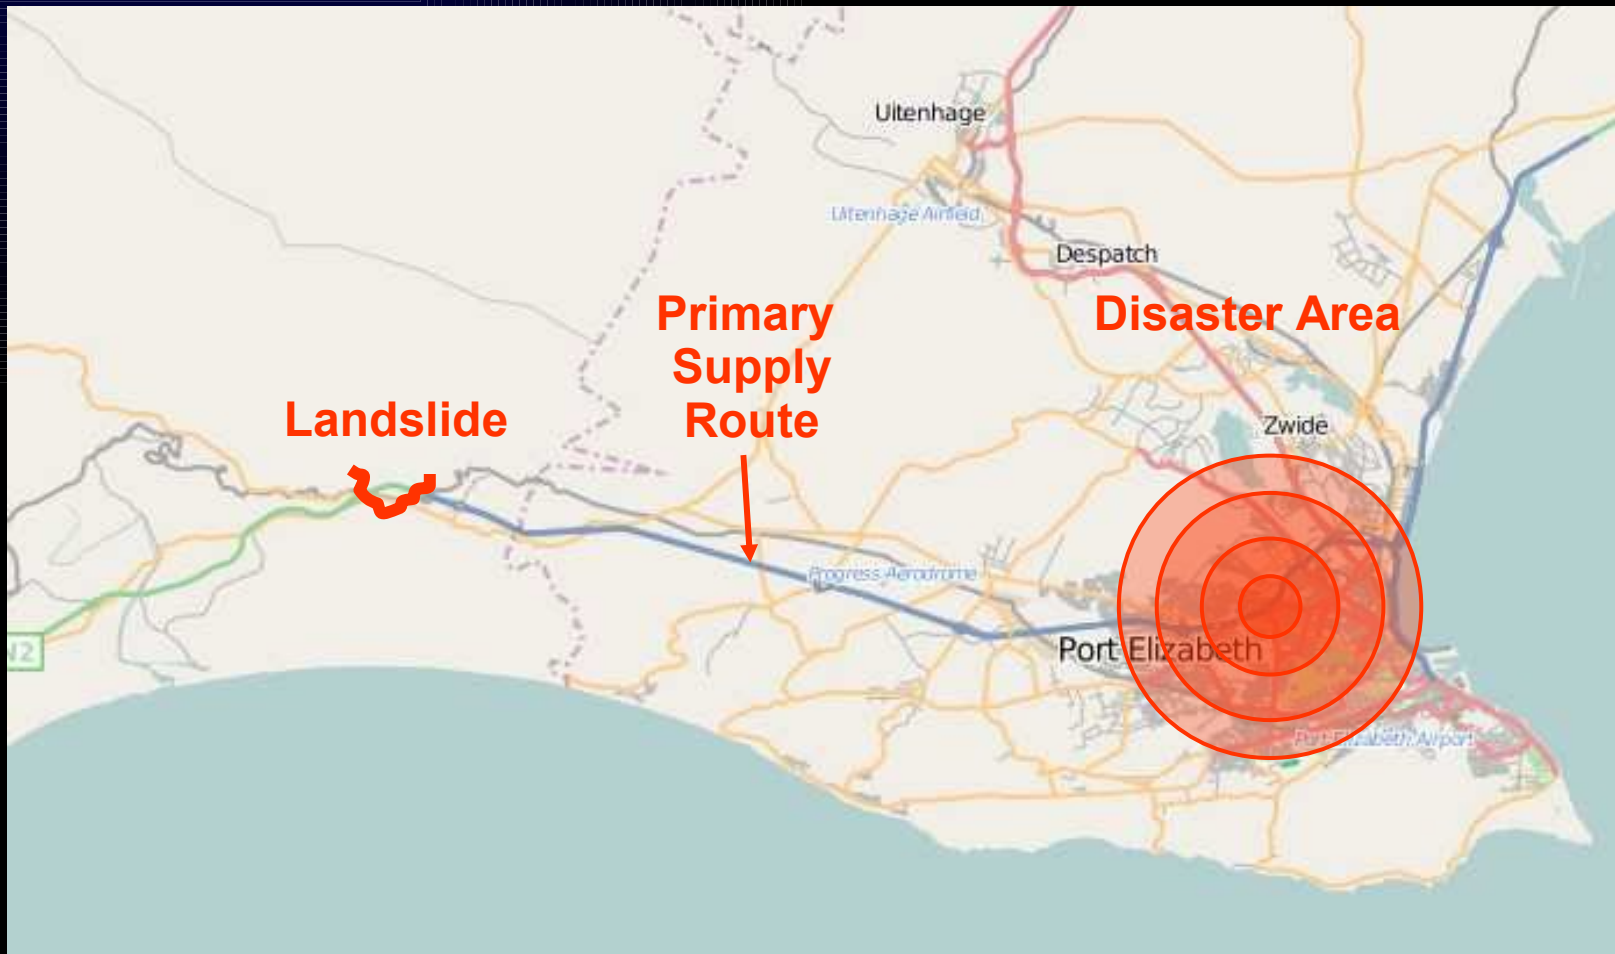 Uitenhage
Uitenhage Airfield
Despatch
Primary
Supply
Route
Disaster Area
Landslide
Zwide
Progress Aerodrome
N2
Port Elizabeth
Port Elizabeth Airport